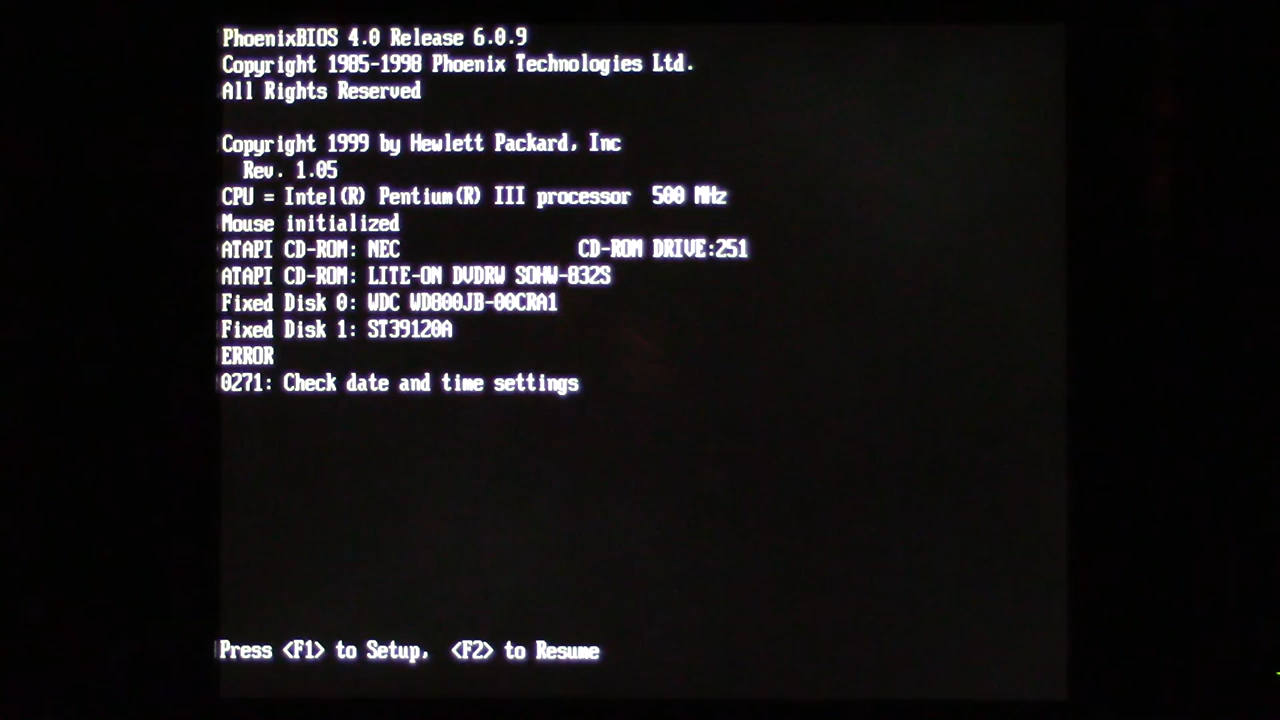 PhoenixBIOS 4.0 Release 6.0.9
Copyright 1985-1998 Phoenix Technologies Ltd.
All Rights Reserved
Copyright 1999 by Hewlett Packard, Inc
Rev. 1.05
CPU = Intel(R) Pentium(R) III processor 500 MHz
Mouse initialized
ATAPI CD-ROM: NEC CD-ROM DRIVE:251
ATAPI CD-ROM: LITE-ON DVDRW SOHW-832S
Fixed Disk 0: WDC WD800JB-00CRA1
Fixed Disk 1: ST39120A
ERROR
0271: Check date and time settings
Press <F1> to Setup, <F2> to Resume